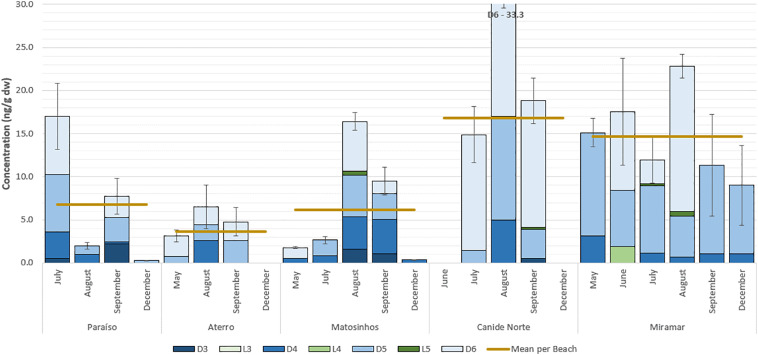 D6 - 33.3
Concentration (ng/g dw)
30.0
25.0
20.0
15.0
10.0
5.0
0.0
July August September December May August September December May July August September December June July August September December May June July August September December
Paraíso Aterro Matosinhos Canide Norte Miramar
D3 L3 D4 L4 D5 L5 D6 Mean per Beach